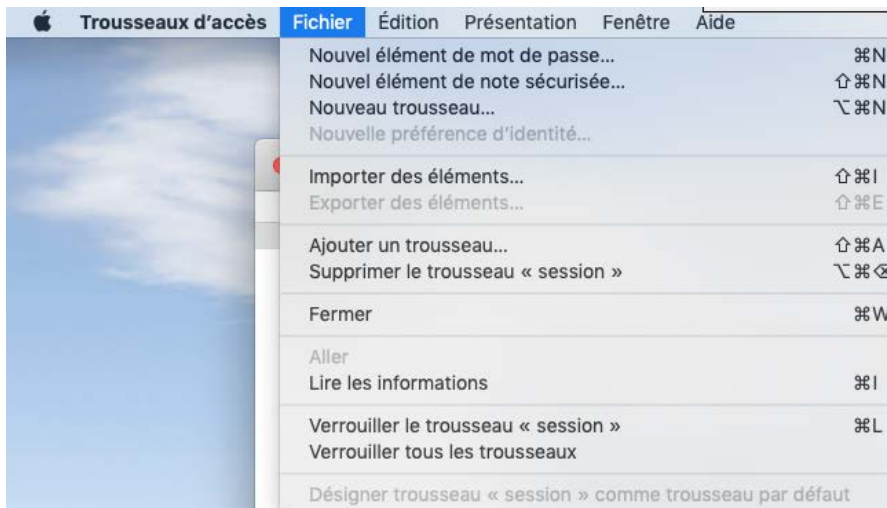 Trousseaux d’accès Fichier Édition Présentation Fenêtre Aide
Nouvel élément de mot de passe... ⌘N
Nouvel élément de note sécurisée... ⇧⌘N
Nouveau trousseau... ⌥⌘N
Nouvelle préférence d’identité...
Importer des éléments... ⇧⌘I
Exporter des éléments... ⇧⌘E
Ajouter un trousseau... ⇧⌘A
Supprimer le trousseau « session » ⌥⌘⌫
Fermer ⌘W
Aller
Lire les informations ⌘I
Verrouiller le trousseau « session » ⌘L
Verrouiller tous les trousseaux
Désigner trousseau « session » comme trousseau par défaut